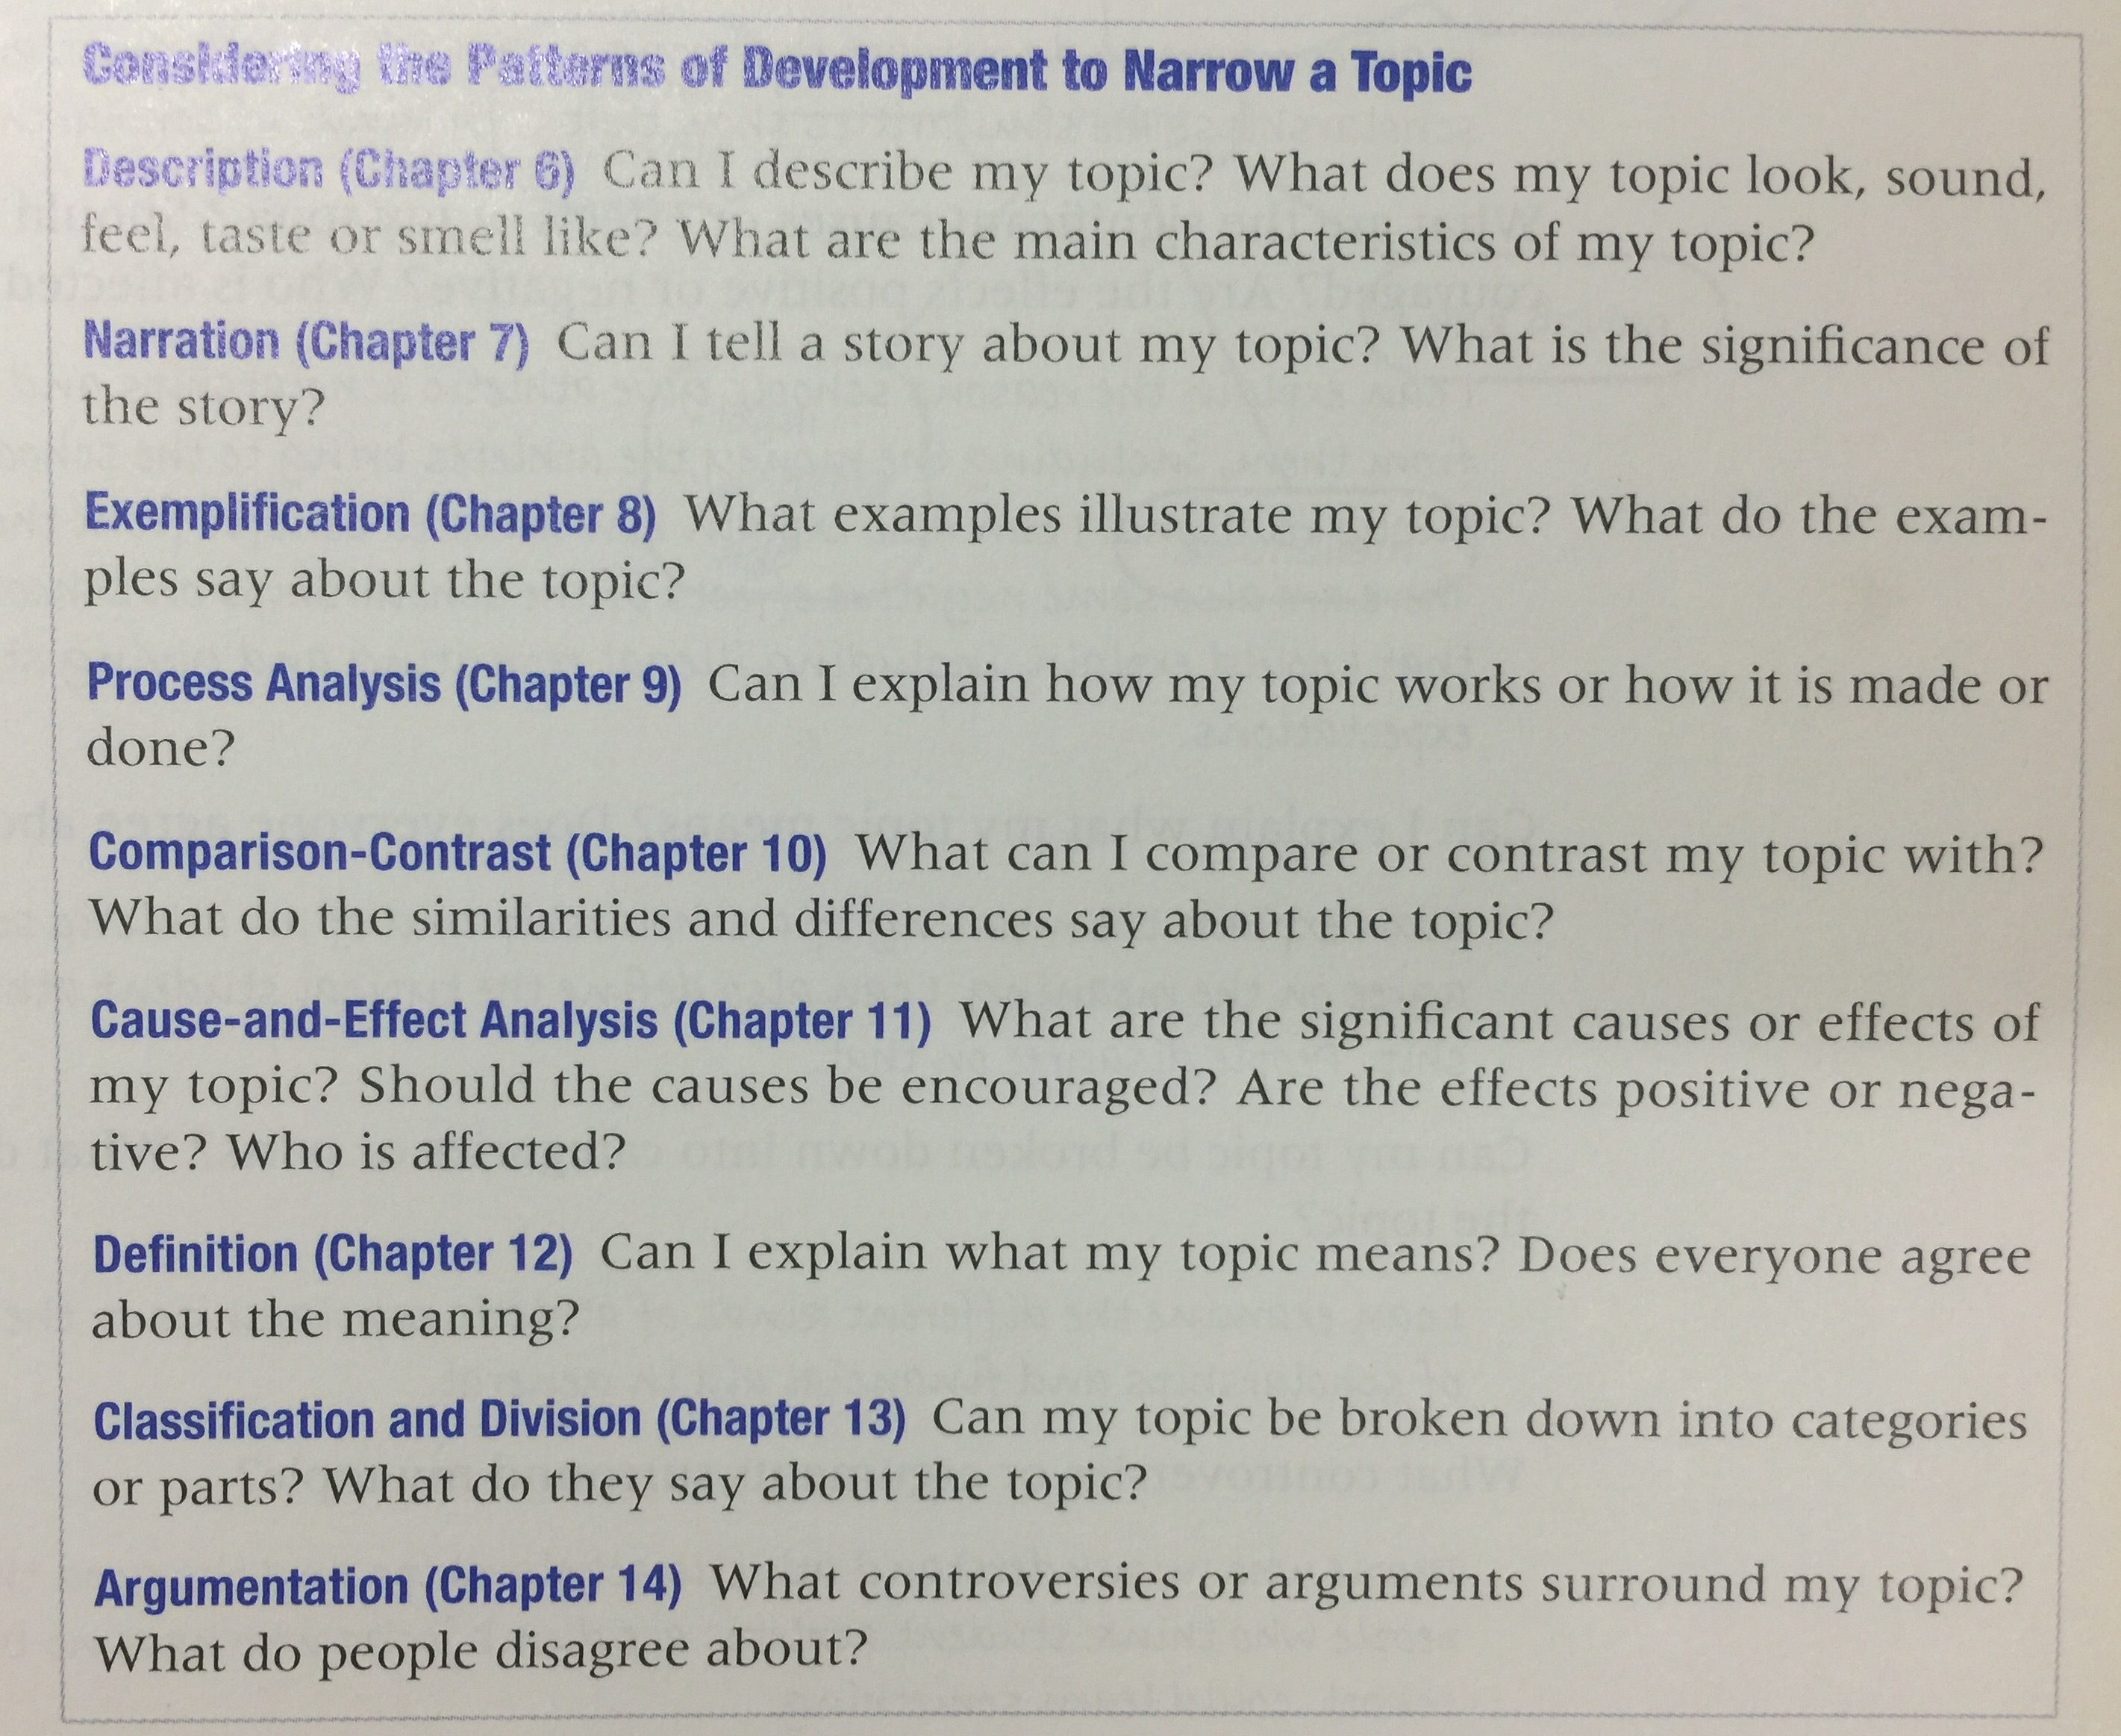 Considering the Patterns of Development to Narrow a Topic
Description (Chapter 6) Can I describe my topic? What does my topic look, sound,
feel, taste or smell like? What are the main characteristics of my topic?
Narration (Chapter 7) Can I tell a story about my topic? What is the significance of
the story?
Exemplification (Chapter 8) What examples illustrate my topic? What do the exam-
ples say about the topic?
Process Analysis (Chapter 9) Can I explain how my topic works or how it is made or
done?
Comparison-Contrast (Chapter 10) What can I compare or contrast my topic with?
What do the similarities and differences say about the topic?
Cause-and-Effect Analysis (Chapter 11) What are the significant causes or effects of
my topic? Should the causes be encouraged? Are the effects positive or nega-
tive? Who is affected?
Definition (Chapter 12) Can I explain what my topic means? Does everyone agree
about the meaning?
Classification and Division (Chapter 13) Can my topic be broken down into categories
or parts? What do they say about the topic?
Argumentation (Chapter 14) What controversies or arguments surround my topic?
What do people disagree about?